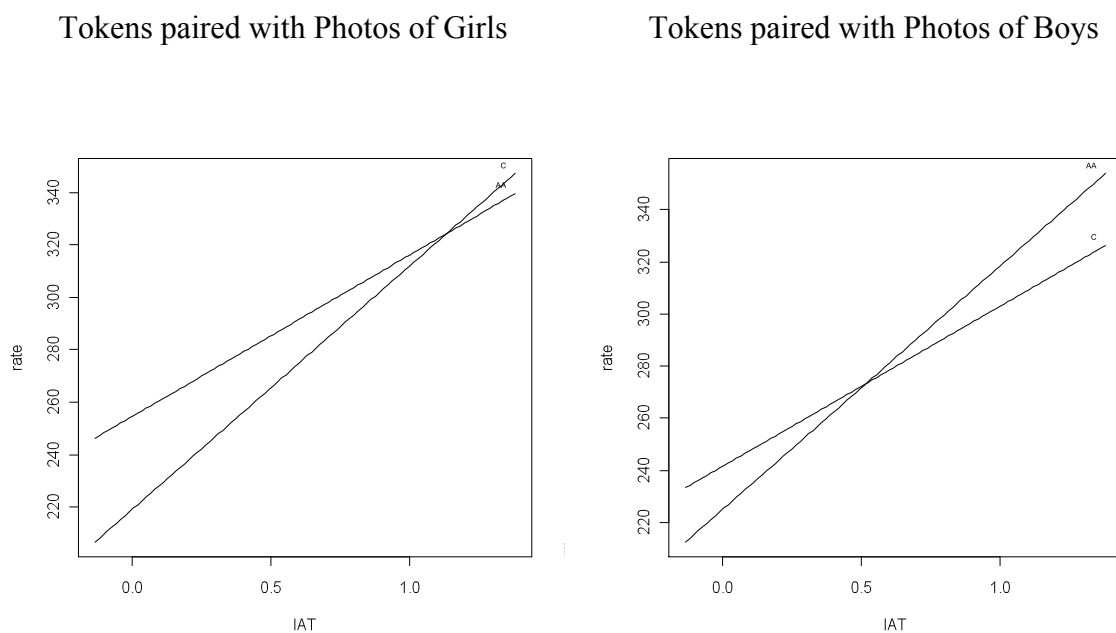 Tokens paired with Photos of Girls
C
AA
340
320
300
280
260
240
220
rate
0.0 0.5 1.0
IAT
Tokens paired with Photos of Boys
AA
C
340
320
300
280
260
240
220
rate
0.0 0.5 1.0
IAT